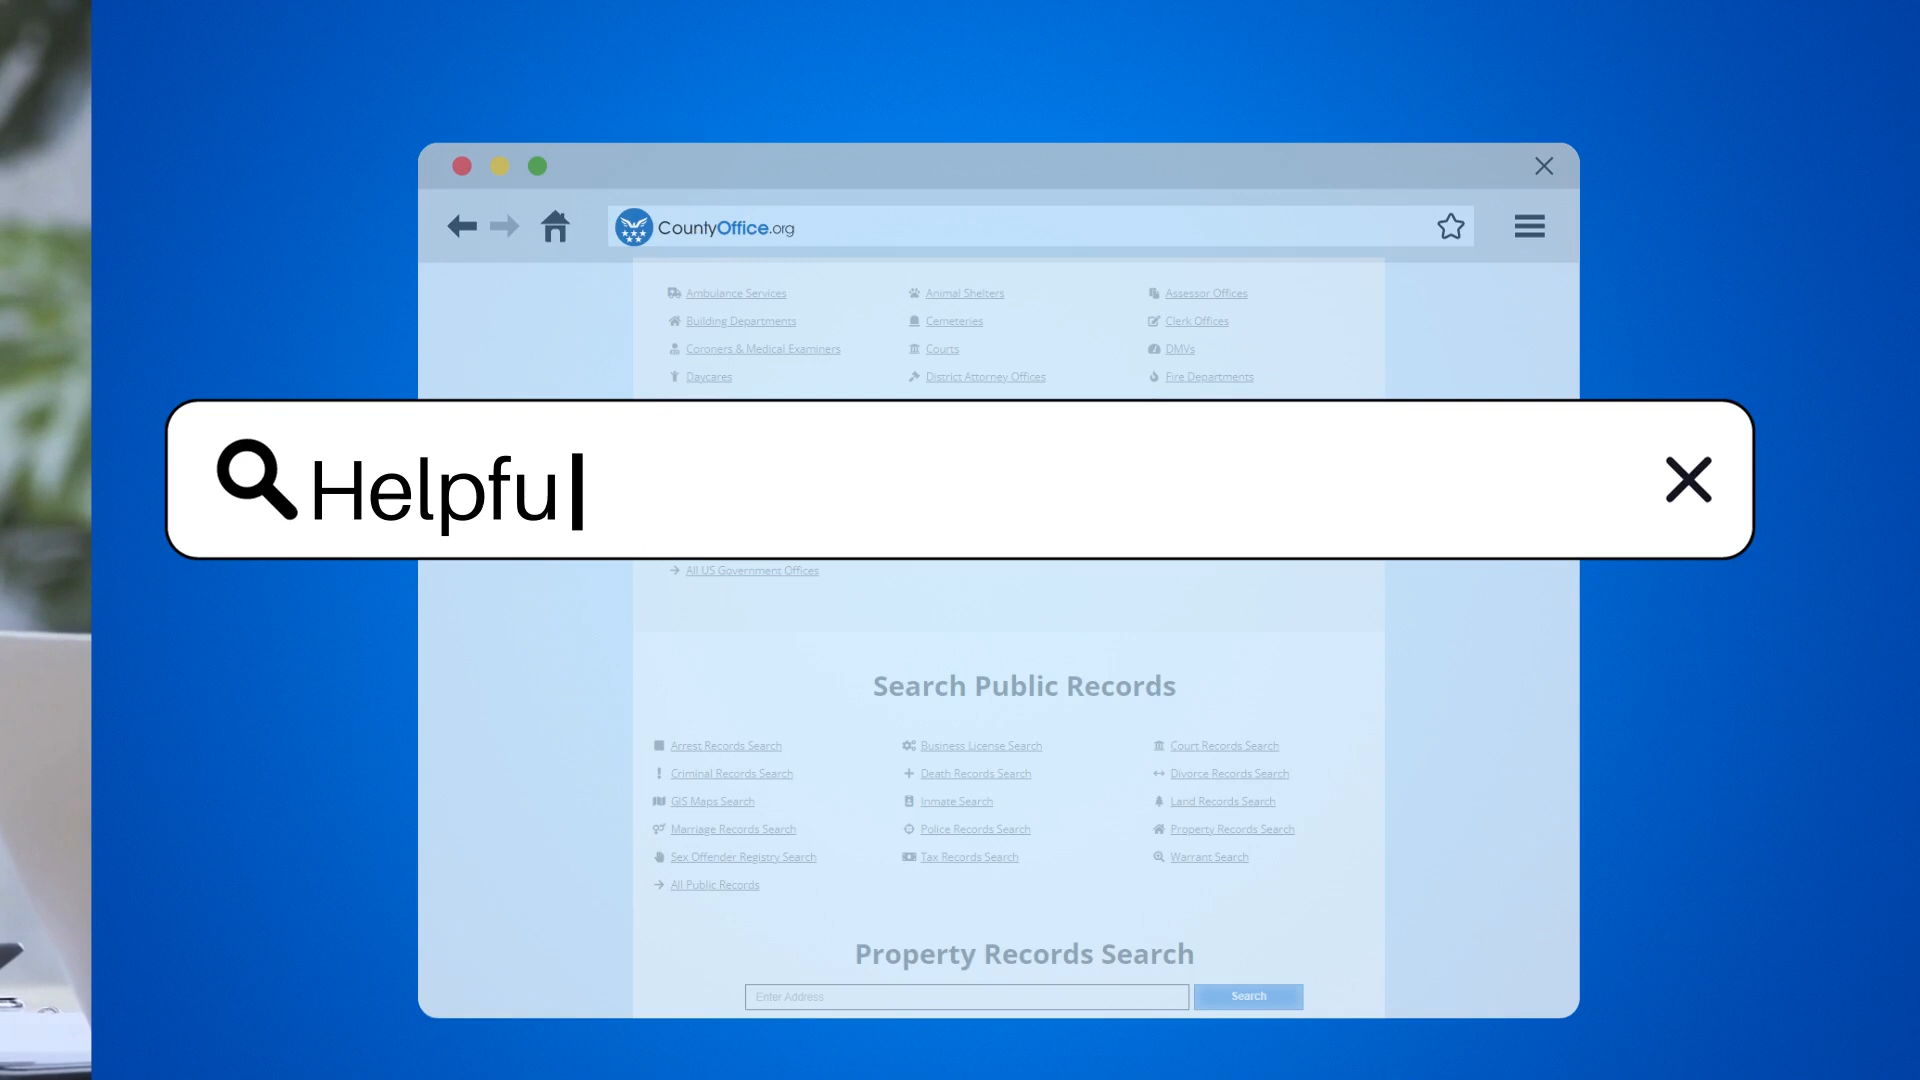 CountyOffice.org
Ambulance Services Animal Shelters Assessor Offices
Building Departments Cemeteries Clerk Offices
Coroners & Medical Examiners Courts DMVs
Daycares District Attorney Offices Fire Departments
Helpfu
All US Government Offices
Search Public Records
Arrest Records Search Business License Search Court Records Search
Criminal Records Search Death Records Search Divorce Records Search
GIS Maps Search Inmate Search Land Records Search
Marriage Records Search Police Records Search Property Records Search
Sex Offender Registry Search Tax Records Search Warrant Search
All Public Records
Property Records Search
Enter Address Search